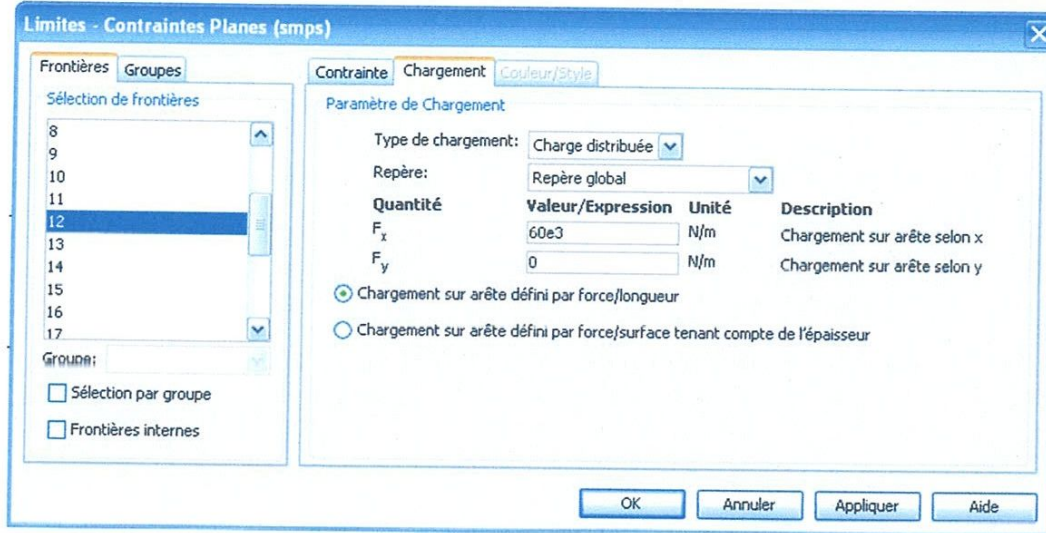 Limites - Contraintes Planes (smps)
Frontières Groupes
Sélection de frontières
8
9
10
11
12
13
14
15
16
17
Groupe:
Sélection par groupe
Frontières internes
Contrainte Chargement Couleur/Style
Paramètre de Chargement
Type de chargement: Charge distribuée
Repère: Repère global
Quantité Valeur/Expression Unité Description
Fx 60e3 N/m Chargement sur arête selon x
Fy 0 N/m Chargement sur arête selon y
Chargement sur arête défini par force/longueur
Chargement sur arête défini par force/surface tenant compte de l'épaisseur
OK Annuler Appliquer Aide